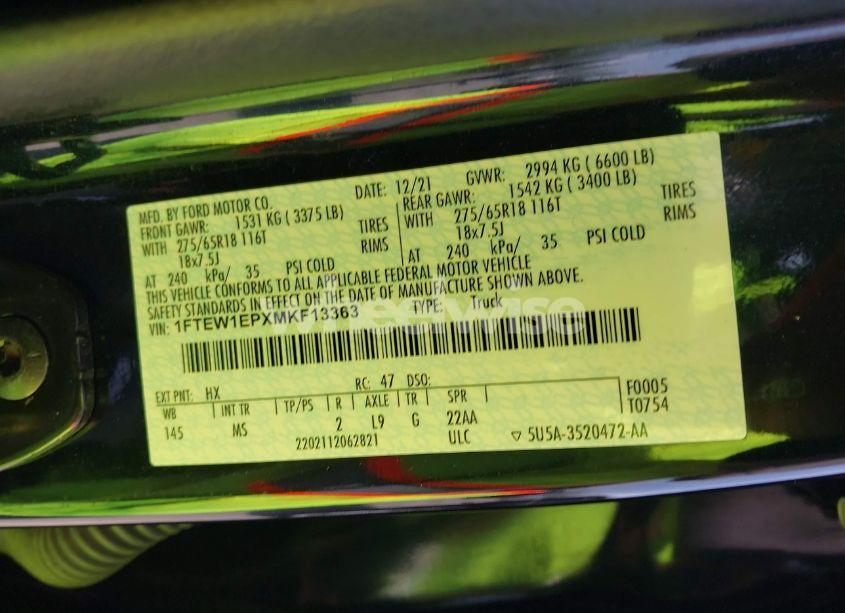 MFD. BY FORD MOTOR CO.
DATE: 12/21
GVWR: 2994 KG ( 6600 LB)
FRONT GAWR: 1531 KG ( 3375 LB)
WITH 275/65R18 116T TIRES
18x7.5J RIMS
AT 240 kPa/ 35 PSI COLD
REAR GAWR: 1542 KG ( 3400 LB)
WITH 275/65R18 116T TIRES
18x7.5J RIMS
AT 240 kPa/ 35 PSI COLD
THIS VEHICLE CONFORMS TO ALL APPLICABLE FEDERAL MOTOR VEHICLE
SAFETY STANDARDS IN EFFECT ON THE DATE OF MANUFACTURE SHOWN ABOVE.
VIN: 1FTEW1EPXMKF13363 TYPE: Truck
wheelwise
EXT PNT: HX RC: 47 DSO:
WB INT TR TP/PS R AXLE TR SPR
145 MS 2 L9 G 22AA
2202112062821 ULC
F0005
T0754
▽ 5U5A-3520472-AA